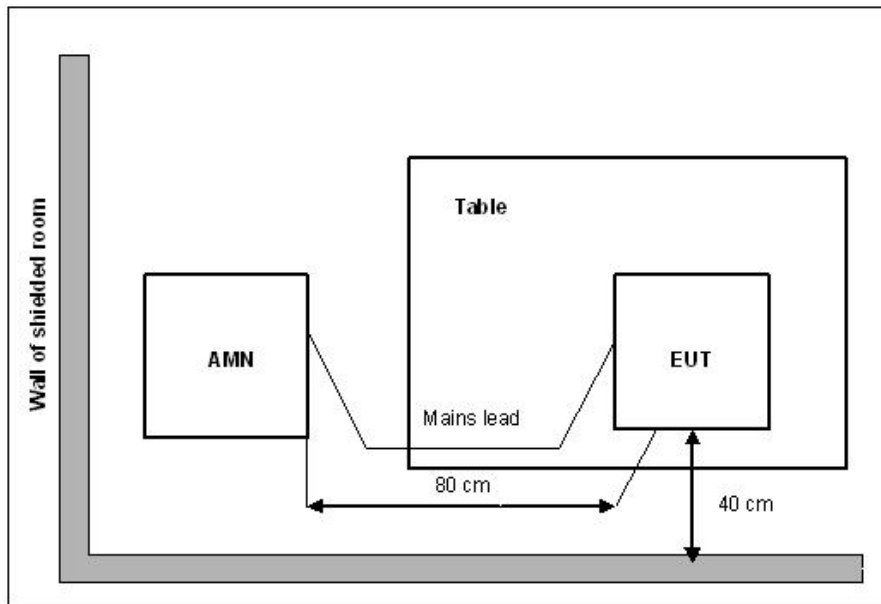 Wall of shielded room
Table
AMN
EUT
Mains lead
80 cm
40 cm